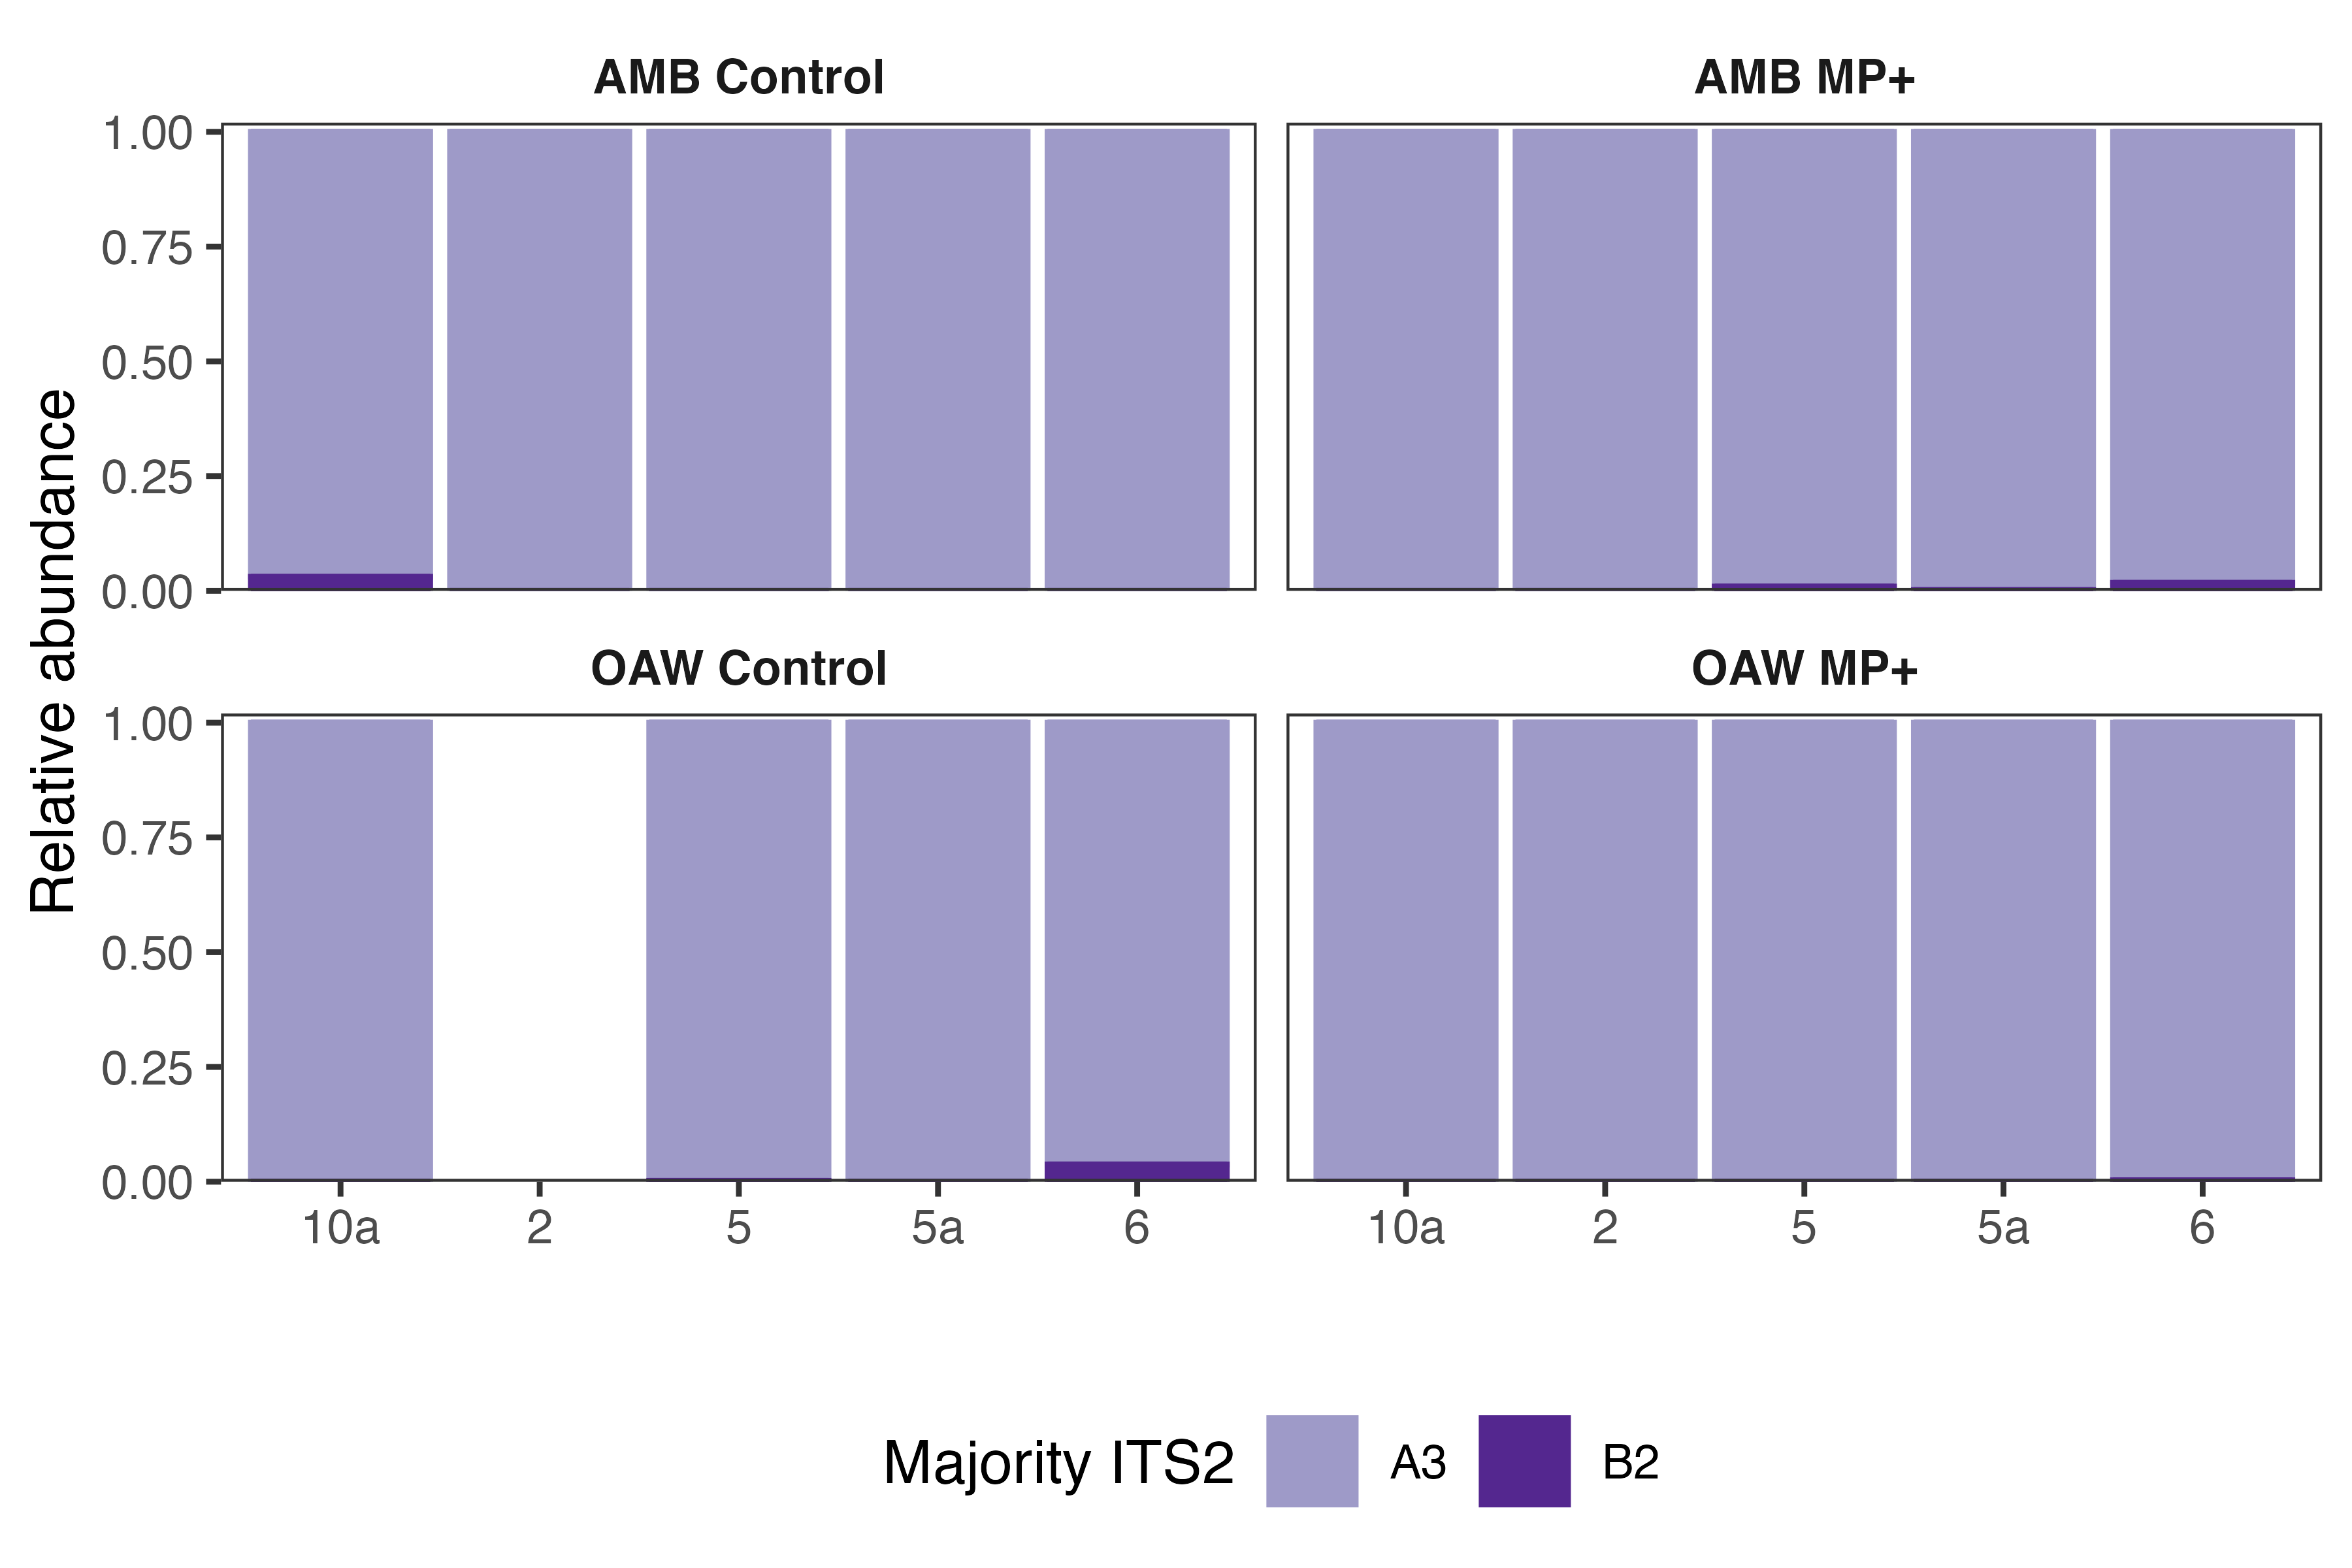 AMB Control
AMB MP+
1.00
0.75
0.50
0.25
0.00
Relative abundance
OAW Control
OAW MP+
1.00
0.75
0.50
0.25
0.00
10a 2 5 5a 6
10a 2 5 5a 6
Majority ITS2 A3 B2